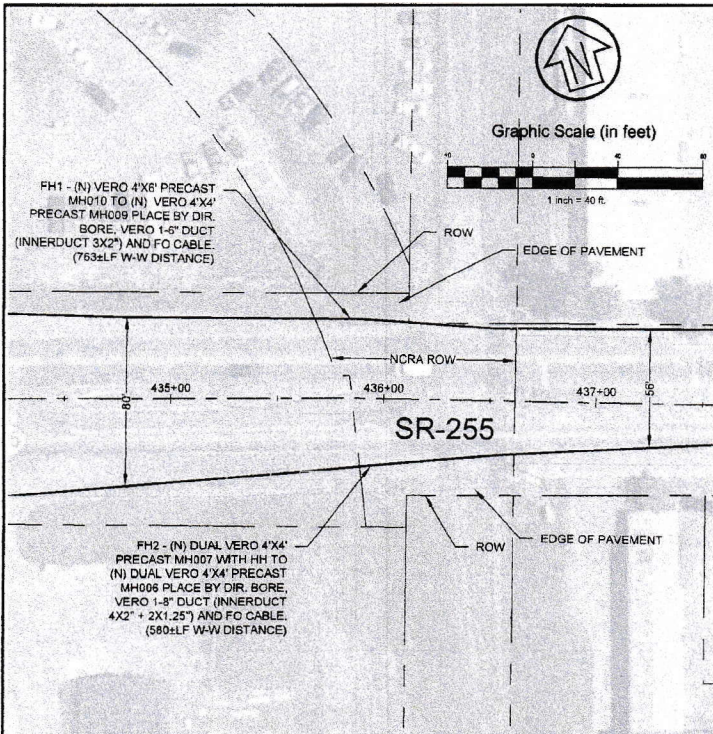 N
Graphic Scale (in feet)
40
0
40
80
1 inch = 40 ft.
FH1 - (N) VERO 4'X6' PRECAST
MH010 TO (N) VERO 4'X4'
PRECAST MH009 PLACE BY DIR.
BORE, VERO 1-6" DUCT
(INNERDUCT 3X2") AND FO CABLE.
(763±LF W-W DISTANCE)
ROW
EDGE OF PAVEMENT
NCRA ROW
80'
435+00
436+00
437+00
56'
SR-255
FH2 - (N) DUAL VERO 4'X4'
PRECAST MH007 WITH HH TO
(N) DUAL VERO 4'X4' PRECAST
MH006 PLACE BY DIR. BORE,
VERO 1-8" DUCT (INNERDUCT
4X2" + 2X1.25") AND FO CABLE.
(560±LF W-W DISTANCE)
ROW
EDGE OF PAVEMENT